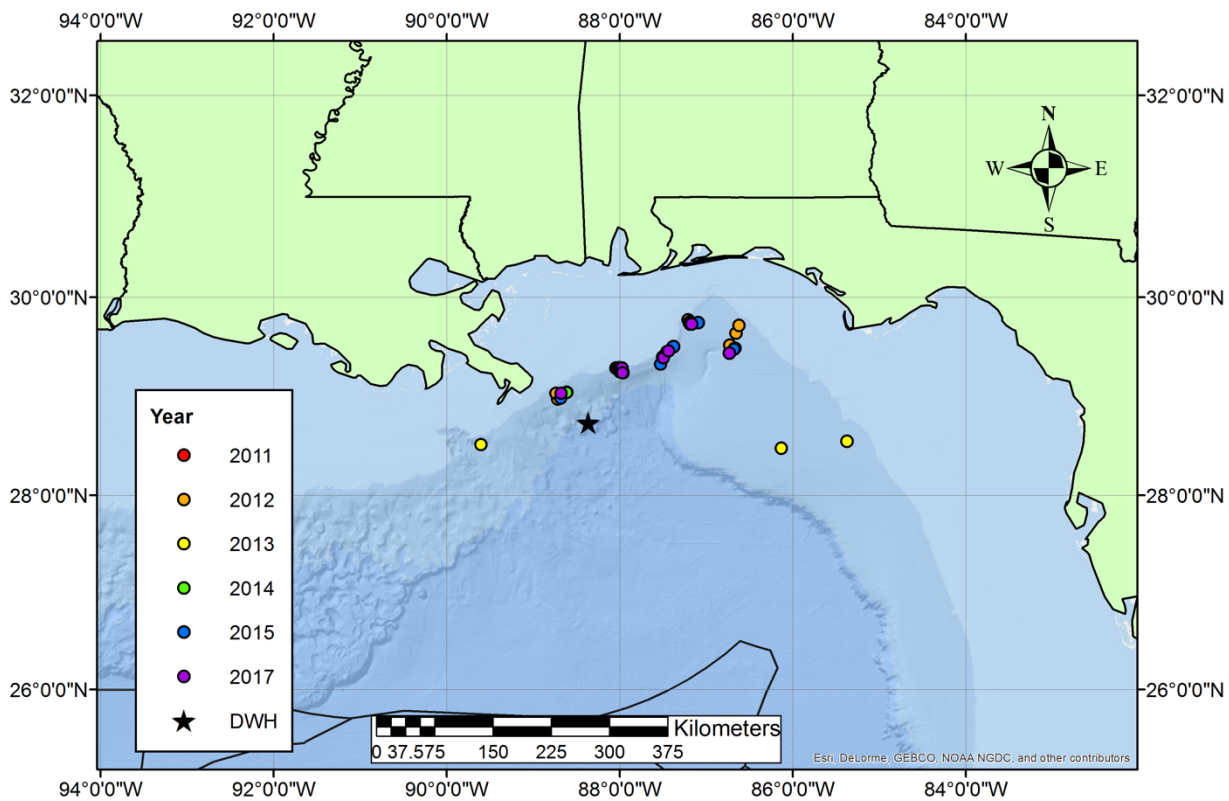 94°0'0"W 92°0'0"W 90°0'0"W 88°0'0"W 86°0'0"W 84°0'0"W
32°0'0"N 32°0'0"N
N
W E
S
30°0'0"N 30°0'0"N
28°0'0"N 28°0'0"N
26°0'0"N 26°0'0"N
Year
2011
2012
2013
2014
2015
2017
DWH
Kilometers
0 37.575 150 225 300 375
Esri, DeLorme, GEBCO, NOAA NGDC, and other contributors
94°0'0"W 92°0'0"W 90°0'0"W 88°0'0"W 86°0'0"W 84°0'0"W